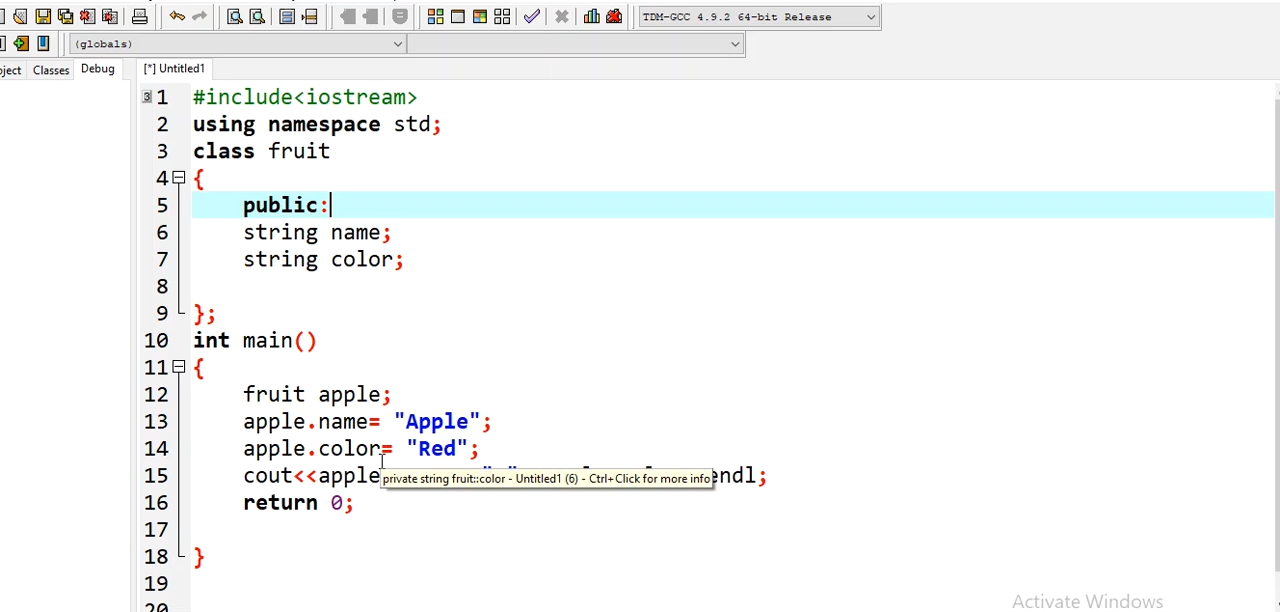 TDM-GCC 4.9.2 64-bit Release
(globals)
ject Classes Debug [*] Untitled1
1 #include<iostream>
2 using namespace std;
3 class fruit
4 {
5 public:
6 string name;
7 string color;
8
9 };
10 int main()
11 {
12 fruit apple;
13 apple.name= "Apple";
14 apple.color= "Red";
15 cout<<apple endl;
private string fruit::color - Untitled1 (6) - Ctrl+Click for more info
16 return 0;
17
18 }
19
20
Activate Windows